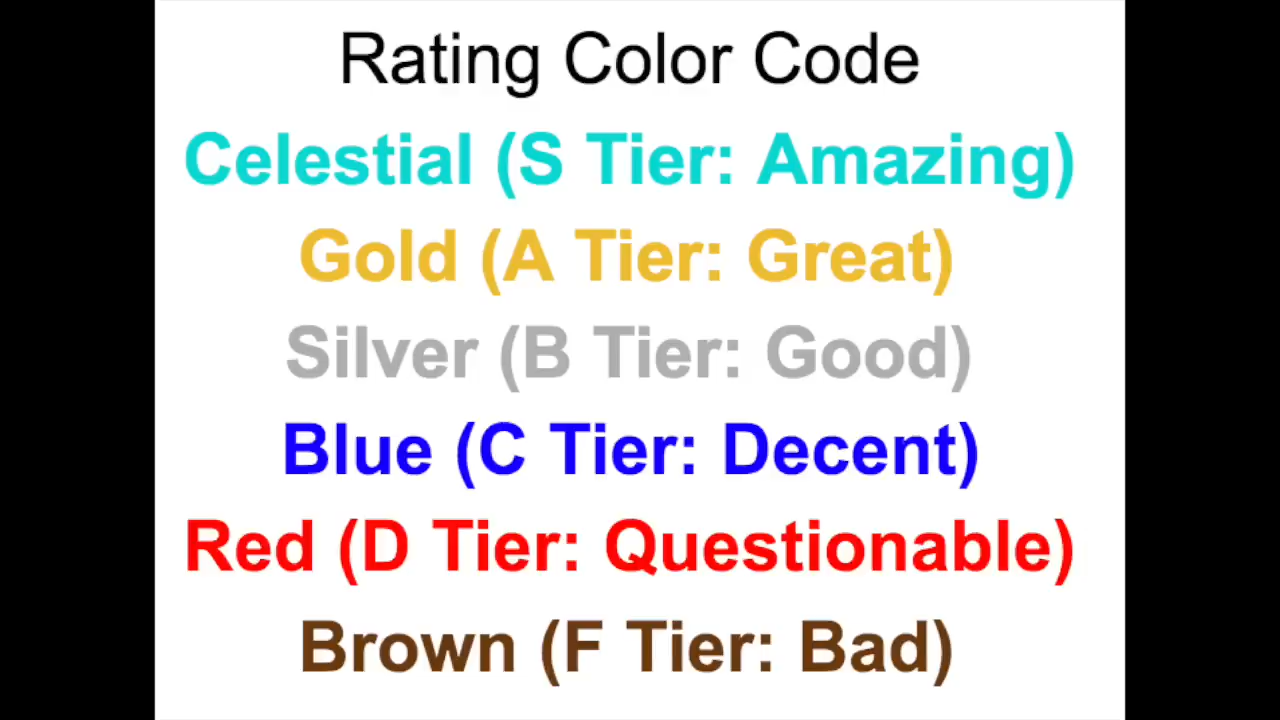 Rating Color Code
Celestial (S Tier: Amazing)
Gold (A Tier: Great)
Silver (B Tier: Good)
Blue (C Tier: Decent)
Red (D Tier: Questionable)
Brown (F Tier: Bad)